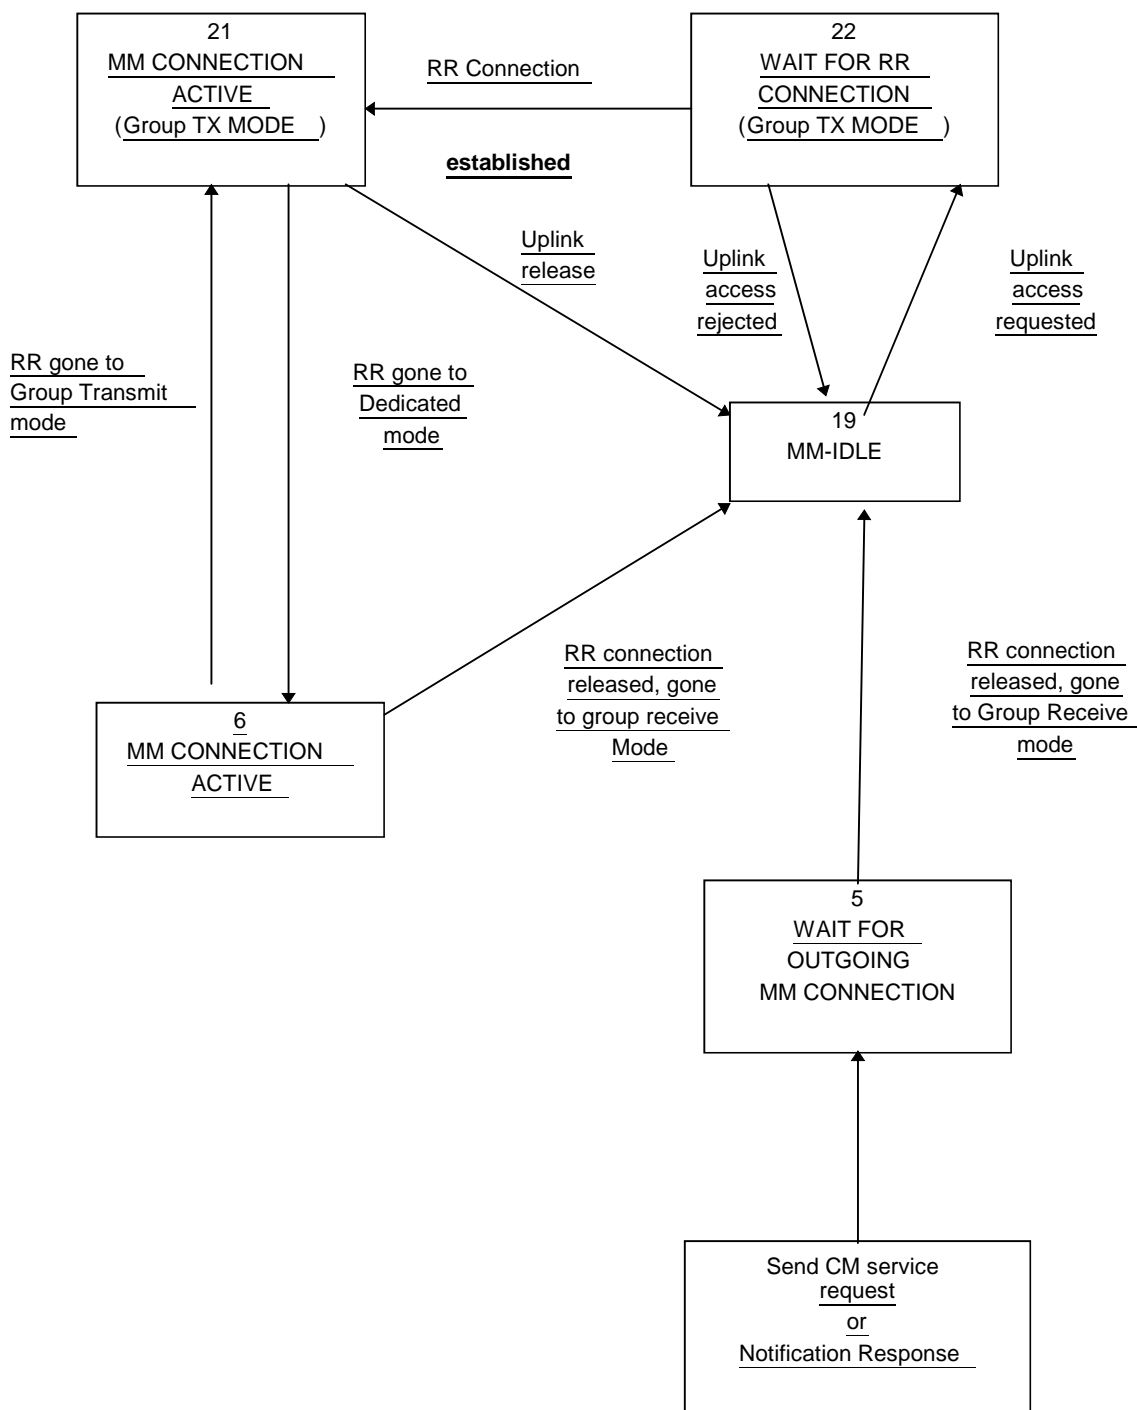 21
MM CONNECTION
ACTIVE
(Group TX MODE )
RR Connection
established
22
WAIT FOR RR
CONNECTION
(Group TX MODE )
Uplink
release
Uplink
access
rejected
Uplink
access
requested
RR gone to
Group Transmit
mode
RR gone to
Dedicated
mode
19
MM-IDLE
RR connection
released, gone
to group receive
Mode
RR connection
released, gone
to Group Receive
mode
6
MM CONNECTION
ACTIVE
5
WAIT FOR
OUTGOING
MM CONNECTION
Send CM service
request
or
Notification Response